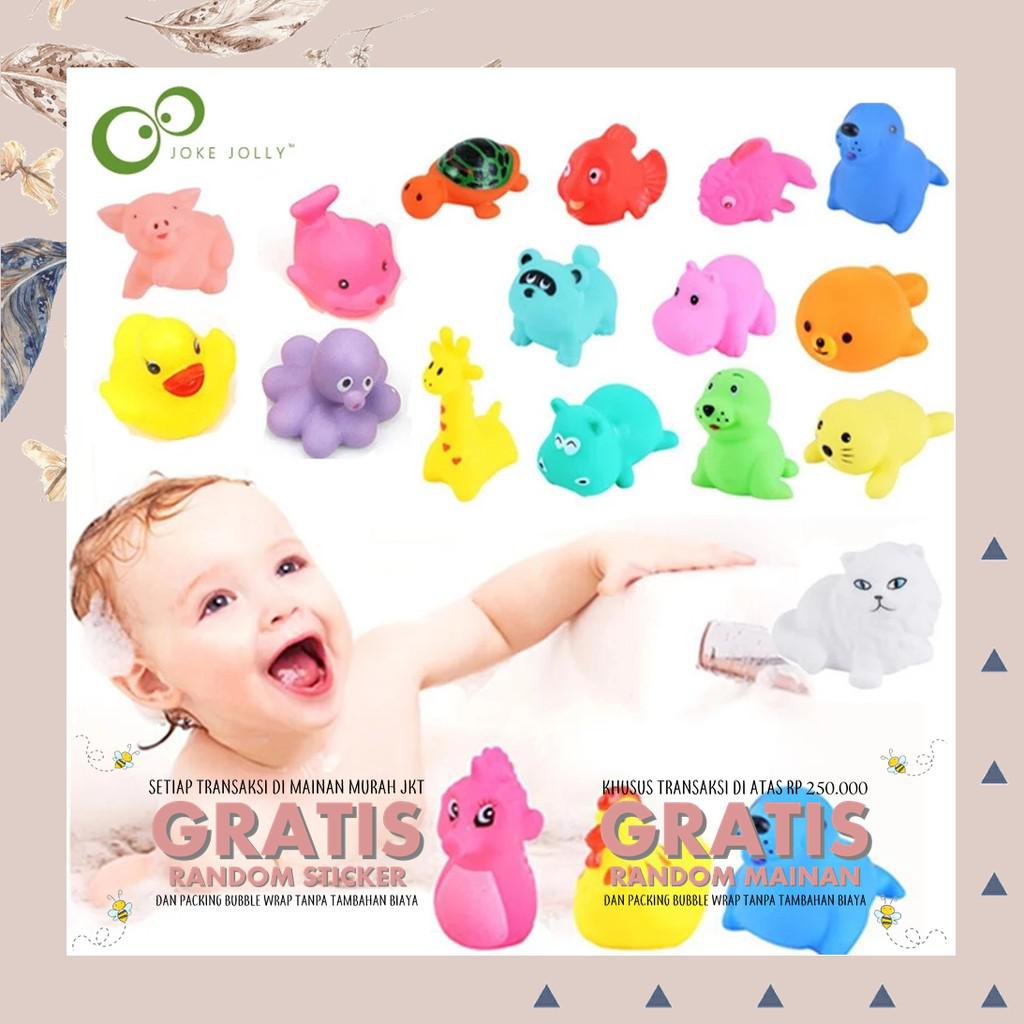 JOKE JOLLY™
SETIAP TRANSAKSI DI MAINAN MURAH JKT
GRATIS
RANDOM STICKER
DAN PACKING BUBBLE WRAP TANPA TAMBAHAN BIAYA
KHUSUS TRANSAKSI DI ATAS RP 250.000
GRATIS
RANDOM MAINAN
DAN PACKING BUBBLE WRAP TANPA TAMBAHAN BIAYA